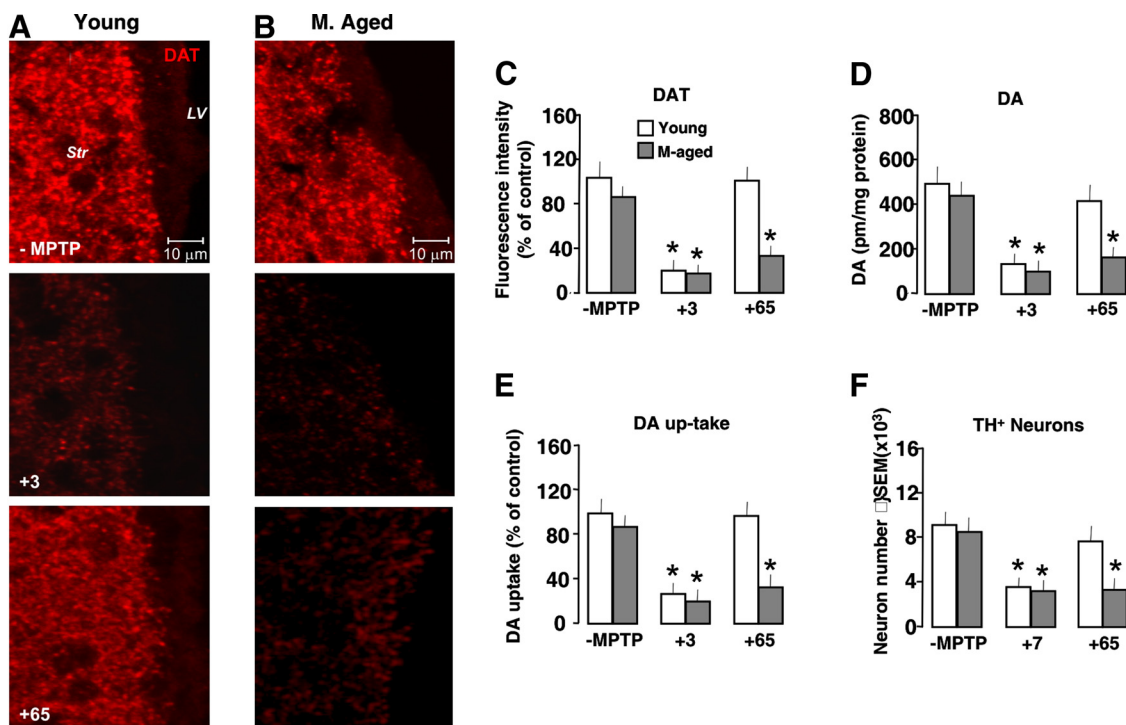 A Young
DAT
LV
Str
- MPTP
10 μm
+3
+65
B M. Aged
10 μm
C
DAT
Fluorescence intensity
(% of control)
160
120
80
40
0
Young
M-aged
* * *
-MPTP +3 +65
D
DA
DA (pm/mg protein)
800
600
400
200
0
* * *
-MPTP +3 +65
E
DA up-take
DA uptake (% of control)
160
120
80
40
0
* * *
-MPTP +3 +65
F
TH⁺ Neurons
Neuron number □)SEM(x10³)
16
12
8
4
0
* * *
-MPTP +7 +65